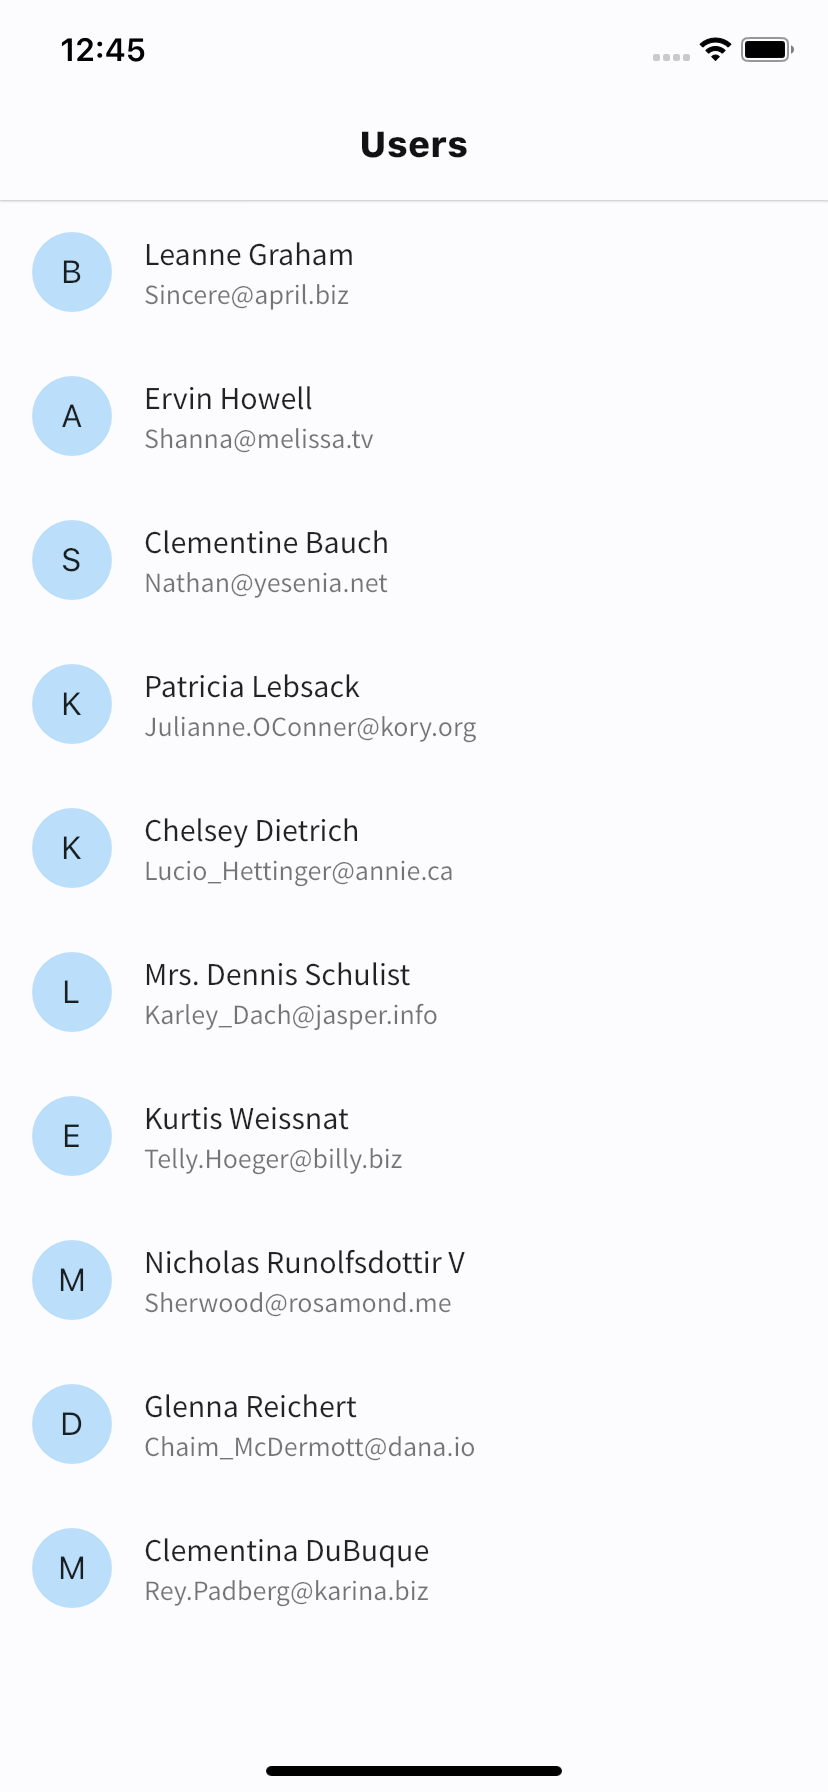 12:45
Users
B
Leanne Graham
Sincere@april.biz
A
Ervin Howell
Shanna@melissa.tv
S
Clementine Bauch
Nathan@yesenia.net
K
Patricia Lebsack
Julianne.OConner@kory.org
K
Chelsey Dietrich
Lucio_Hettinger@annie.ca
L
Mrs. Dennis Schulist
Karley_Dach@jasper.info
E
Kurtis Weissnat
Telly.Hoeger@billy.biz
M
Nicholas Runolfsdottir V
Sherwood@rosamond.me
D
Glenna Reichert
Chaim_McDermott@dana.io
M
Clementina DuBuque
Rey.Padberg@karina.biz